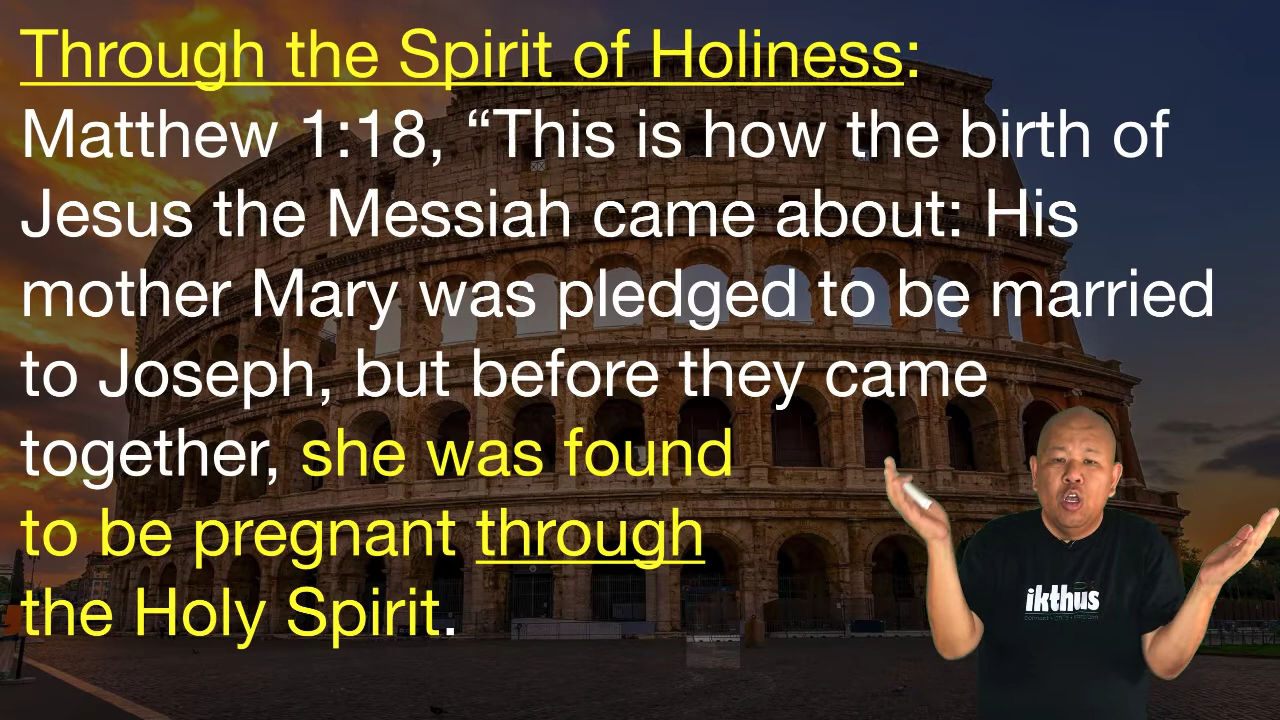 Through the Spirit of Holiness:
Matthew 1:18, “This is how the birth of
Jesus the Messiah came about: His
mother Mary was pledged to be married
to Joseph, but before they came
together, she was found
to be pregnant through
the Holy Spirit.
ikthus